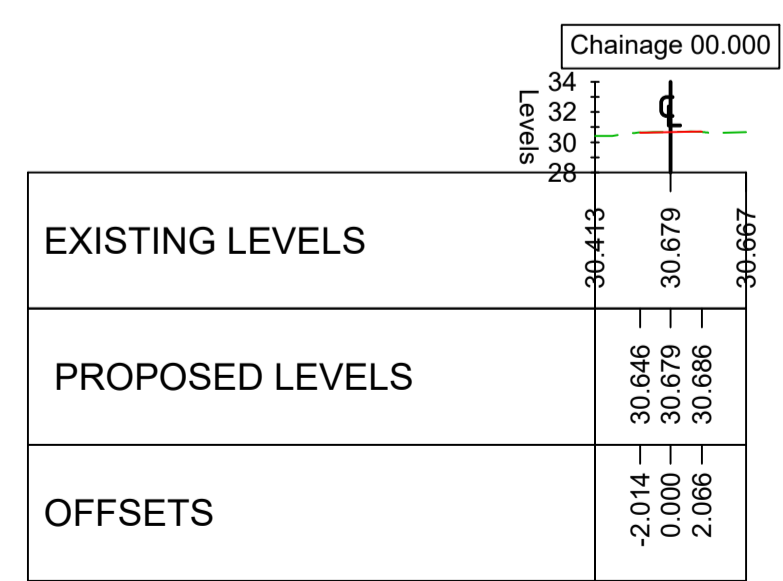 Chainage 00.000
Levels
34
32
30
28
℄
EXISTING LEVELS
30.413
30.679
30.667
PROPOSED LEVELS
30.646
30.679
30.686
OFFSETS
-2.014
0.000
2.066